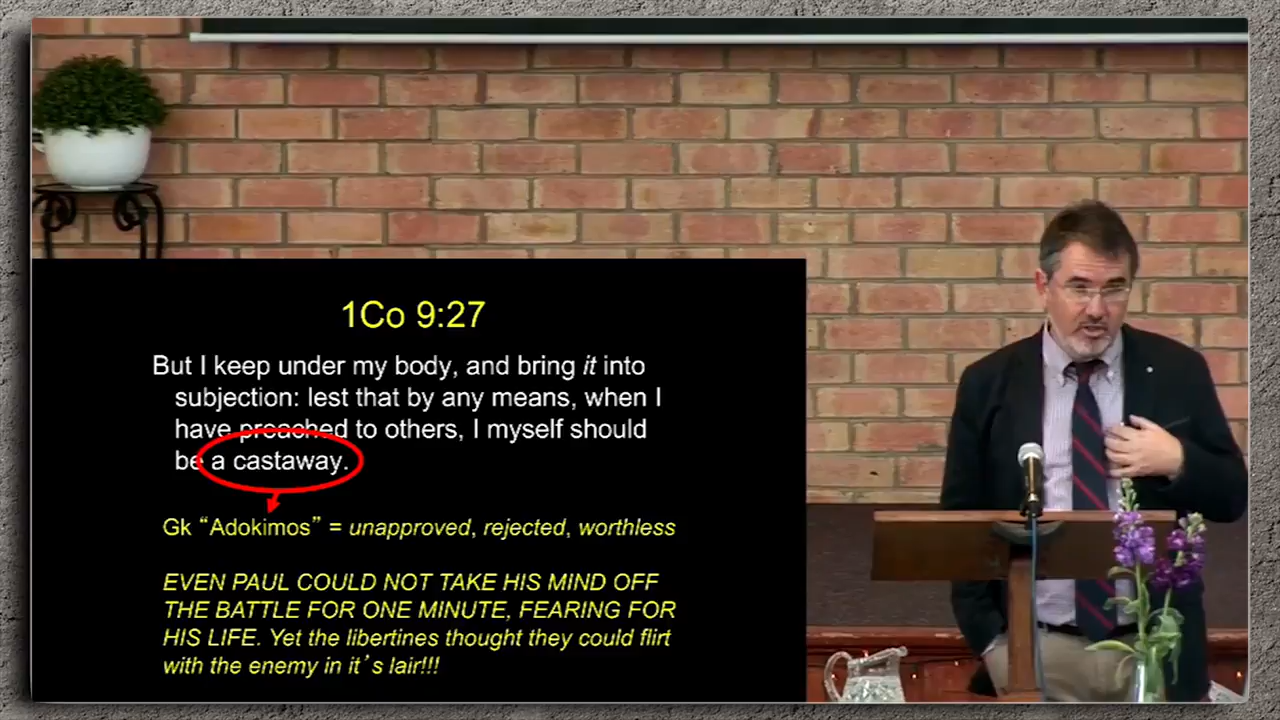 1Co 9:27
But I keep under my body, and bring it into
subjection: lest that by any means, when I
have preached to others, I myself should
be a castaway.
Gk “Adokimos” = unapproved, rejected, worthless
EVEN PAUL COULD NOT TAKE HIS MIND OFF
THE BATTLE FOR ONE MINUTE, FEARING FOR
HIS LIFE. Yet the libertines thought they could flirt
with the enemy in it’s lair!!!